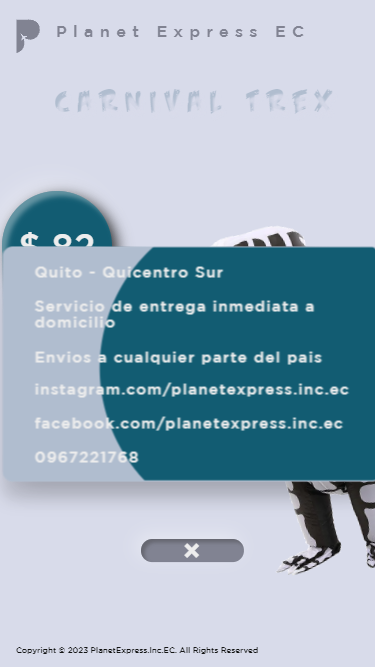 Planet Express EC
CARNIVAL TREX
$ 82
Quito - Quicentro Sur
Servicio de entrega inmediata a
domicilio
Envios a cualquier parte del pais
instagram.com/planetexpress.inc.ec
facebook.com/planetexpress.inc.ec
0967221768
Copyright © 2023 PlanetExpress.Inc.EC. All Rights Reserved